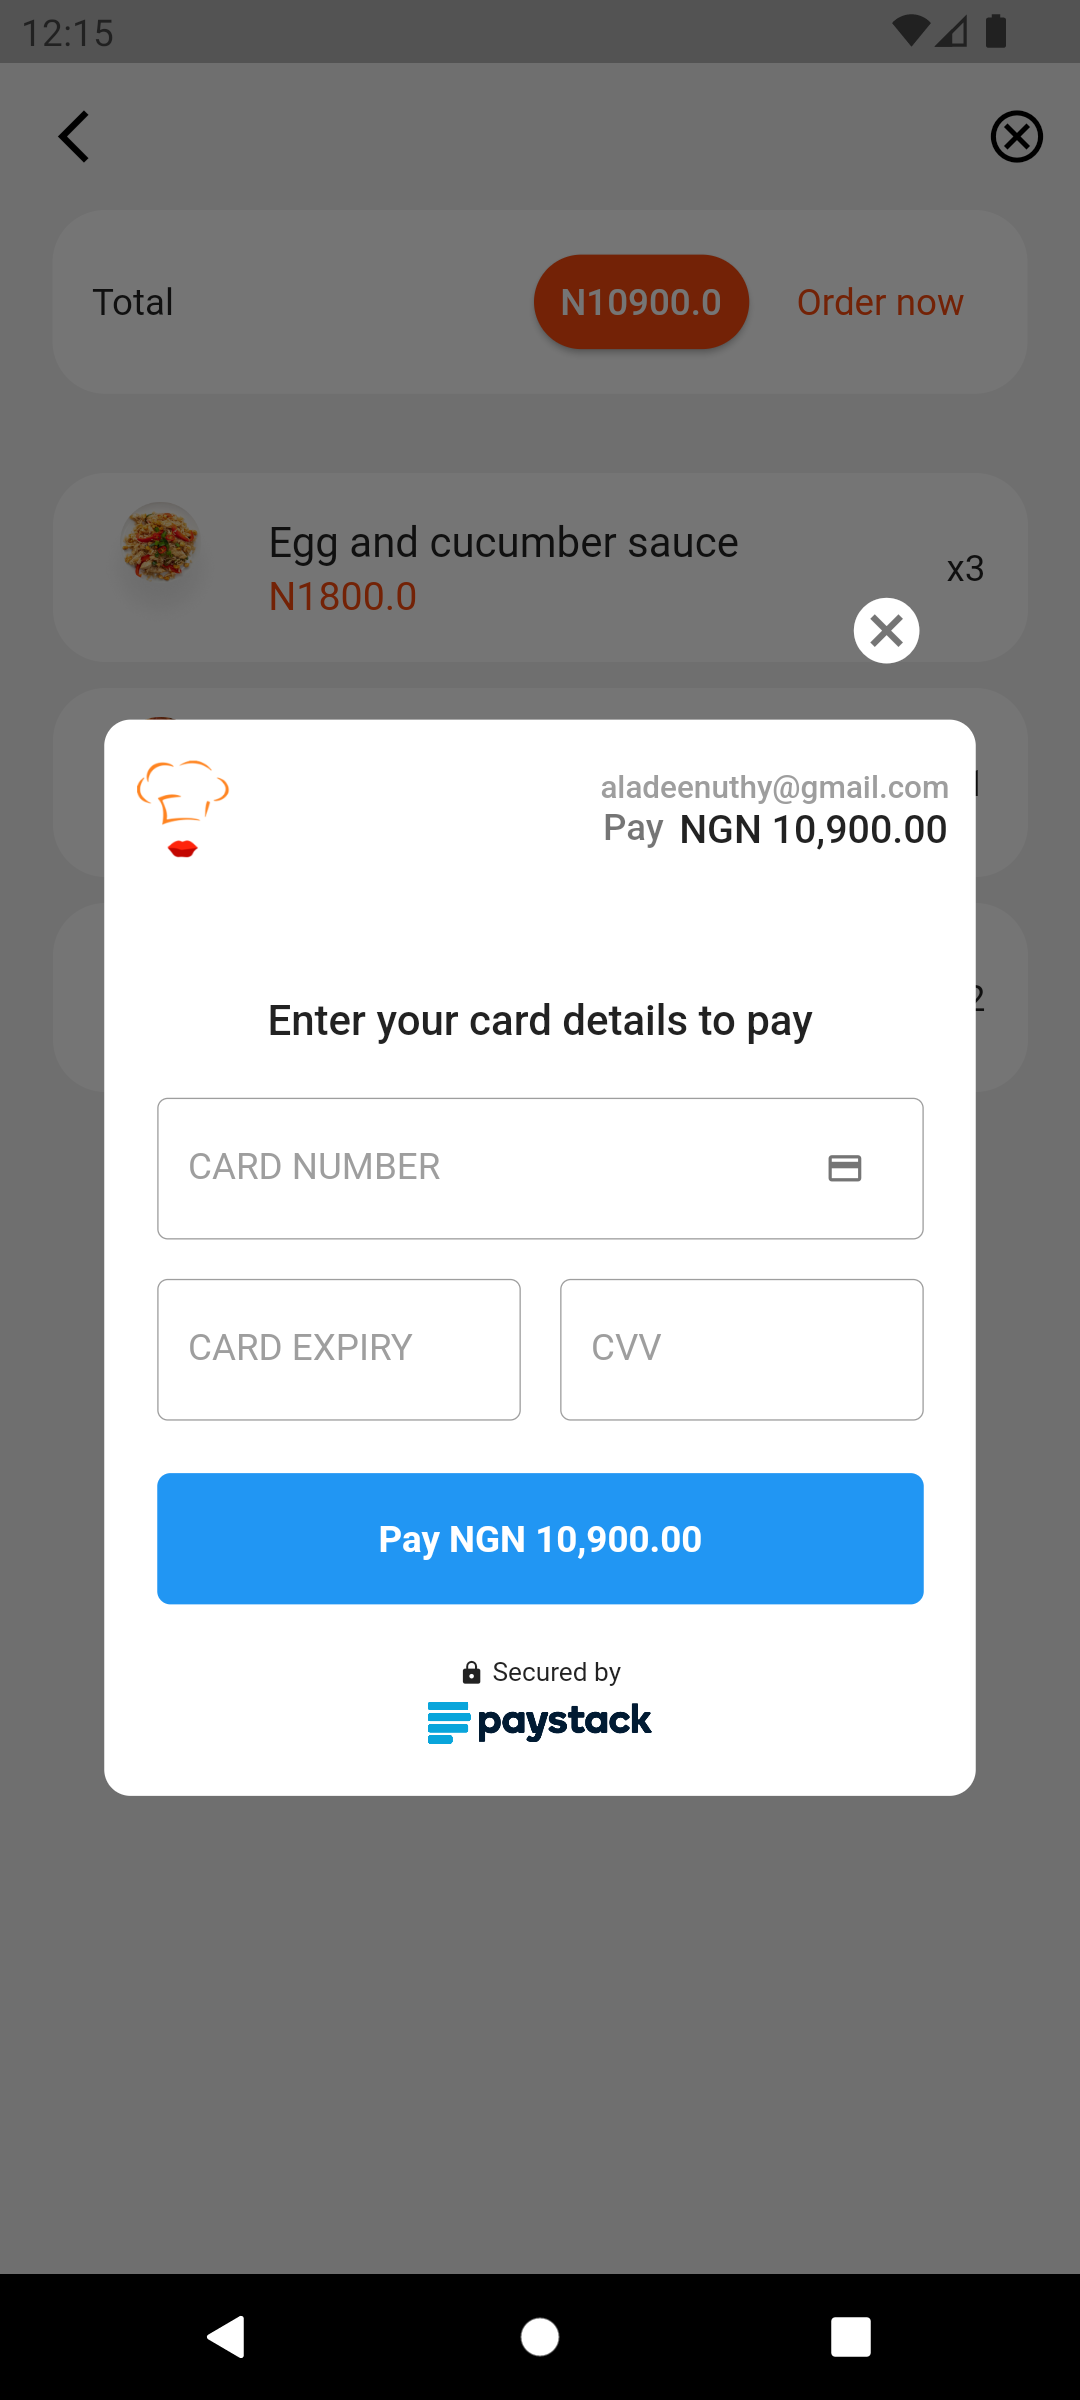 12:15
Total N10900.0 Order now
Egg and cucumber sauce
N1800.0
x3
aladeenuthy@gmail.com
Pay NGN 10,900.00
2
Enter your card details to pay
CARD NUMBER
CARD EXPIRY CVV
Pay NGN 10,900.00
Secured by
paystack